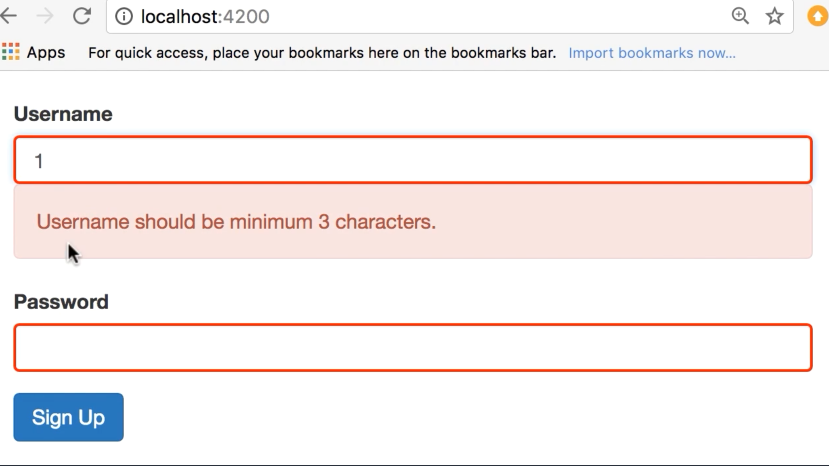 localhost:4200
Apps For quick access, place your bookmarks here on the bookmarks bar. Import bookmarks now...
Username
1
Username should be minimum 3 characters.
Password
Sign Up